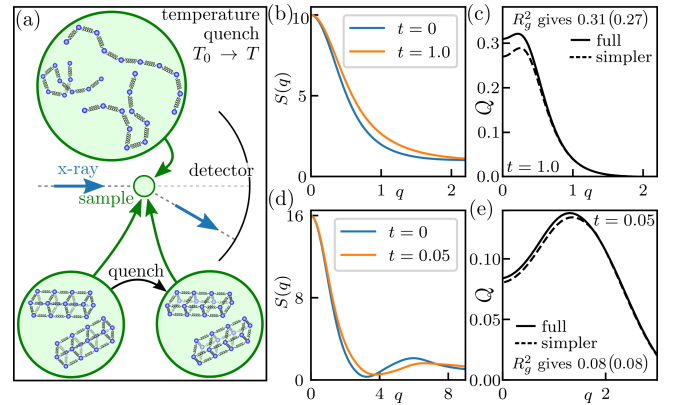 (a)
temperature
quench
T₀ → T
x-ray
sample
detector
quench
(b)
t = 0
t = 1.0
S(q)
10
5
0
0
1
q
2
(c)
R_g^2 gives 0.31(0.27)
full
simpler
t = 1.0
Q
0.3
0.2
0.1
0.0
0
1
q
2
(d)
t = 0
t = 0.05
S(q)
16
8
0
0
4
q
8
(e)
t = 0.05
full
simpler
R_g^2 gives 0.08(0.08)
Q
0.10
0.05
0.00
0
q
2